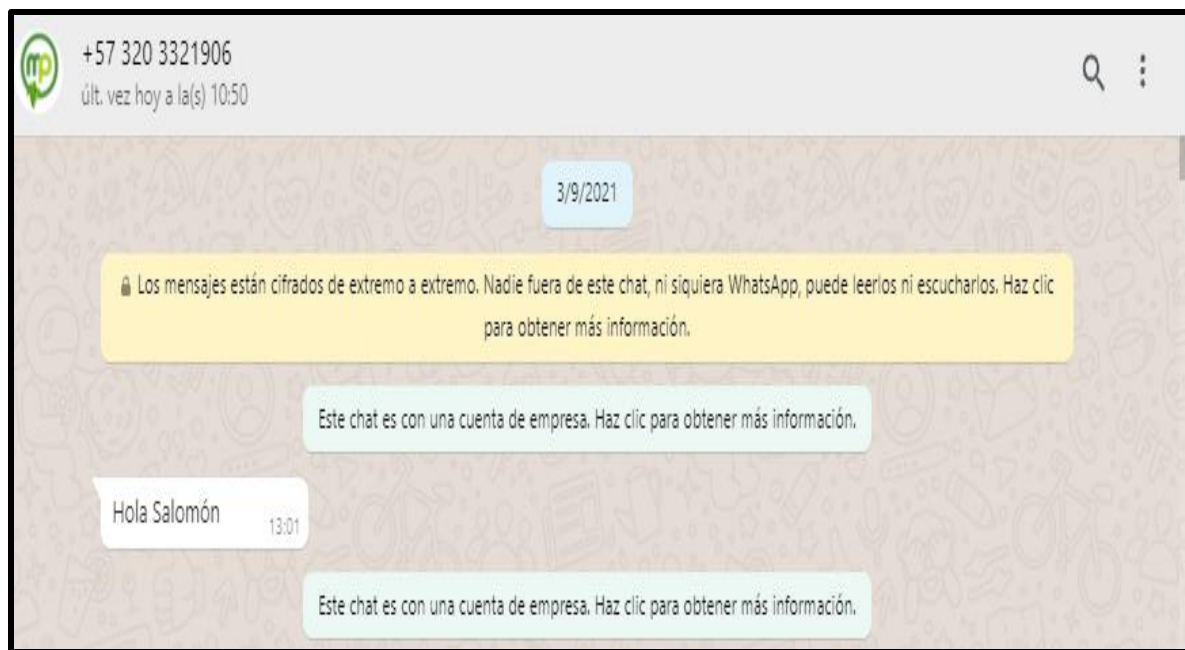 mp
+57 320 3321906
últ. vez hoy a la(s) 10:50
3/9/2021
Los mensajes están cifrados de extremo a extremo. Nadie fuera de este chat, ni siquiera WhatsApp, puede leerlos ni escucharlos. Haz clic
para obtener más información.
Este chat es con una cuenta de empresa. Haz clic para obtener más información.
Hola Salomón
13:01
Este chat es con una cuenta de empresa. Haz clic para obtener más información.